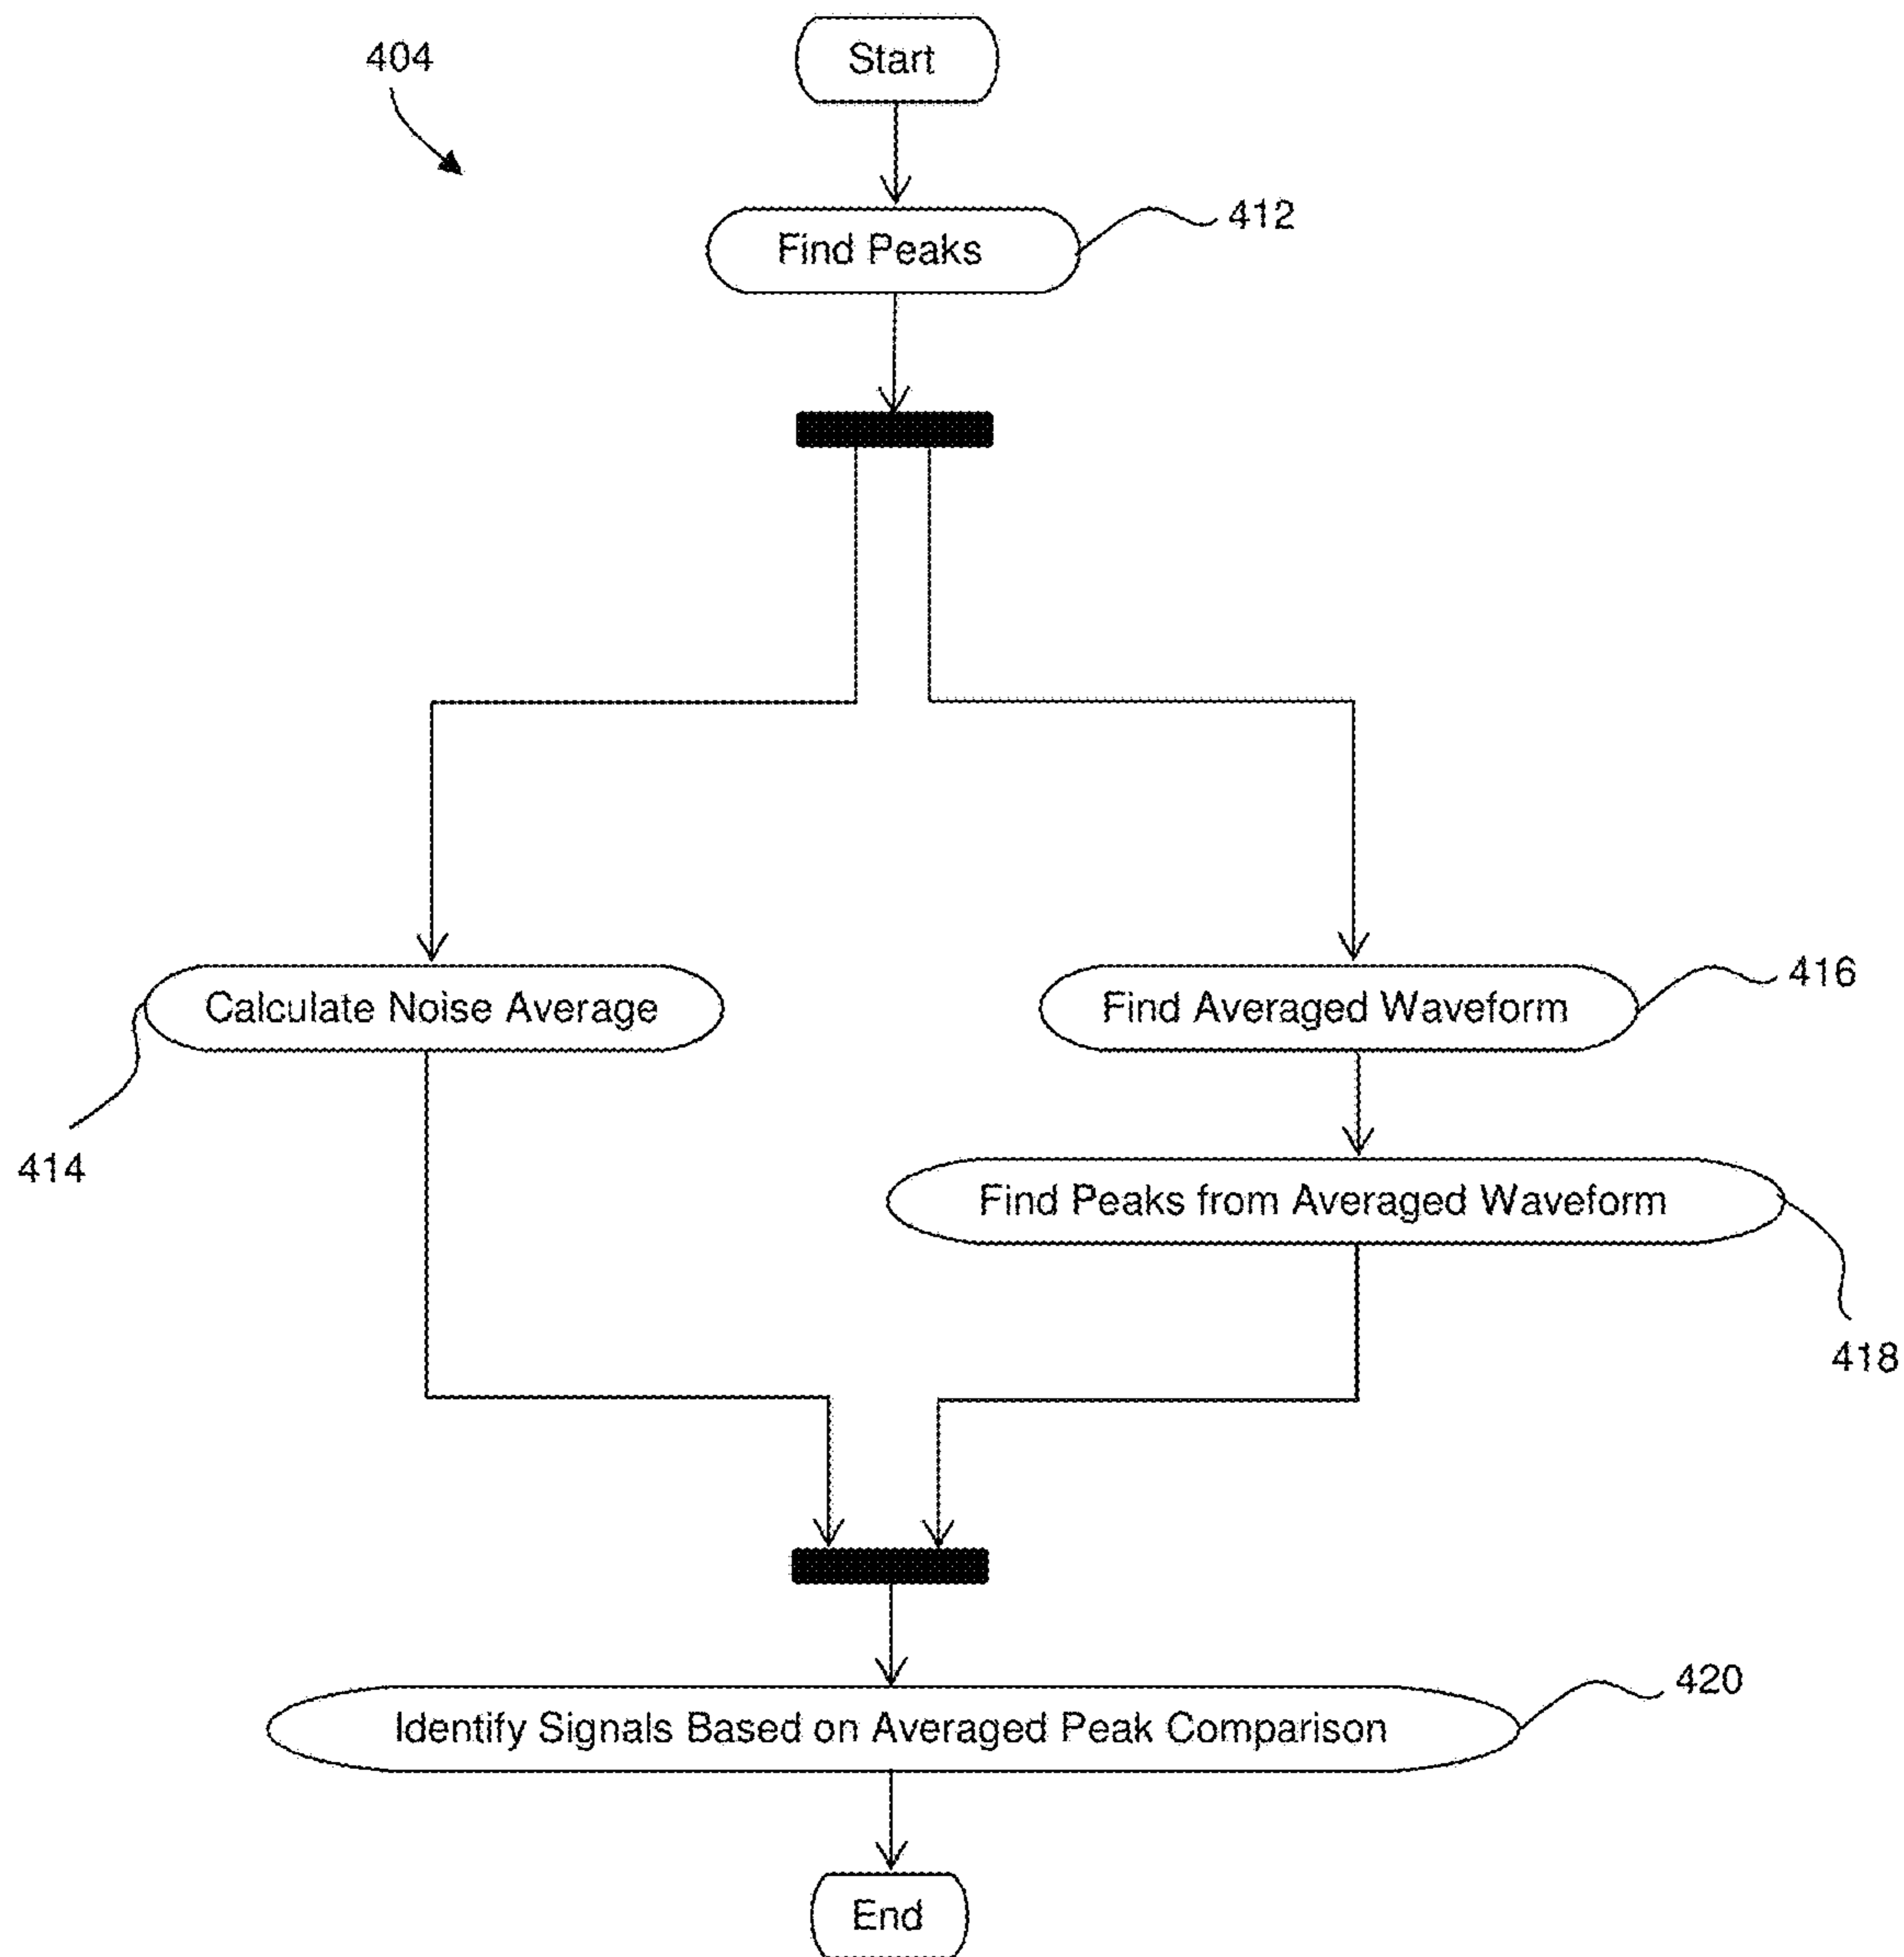 404
Start
412
Find Peaks
Calculate Noise Average
Find Averaged Waveform
416
414
Find Peaks from Averaged Waveform
418
420
Identify Signals Based on Averaged Peak Comparison
End